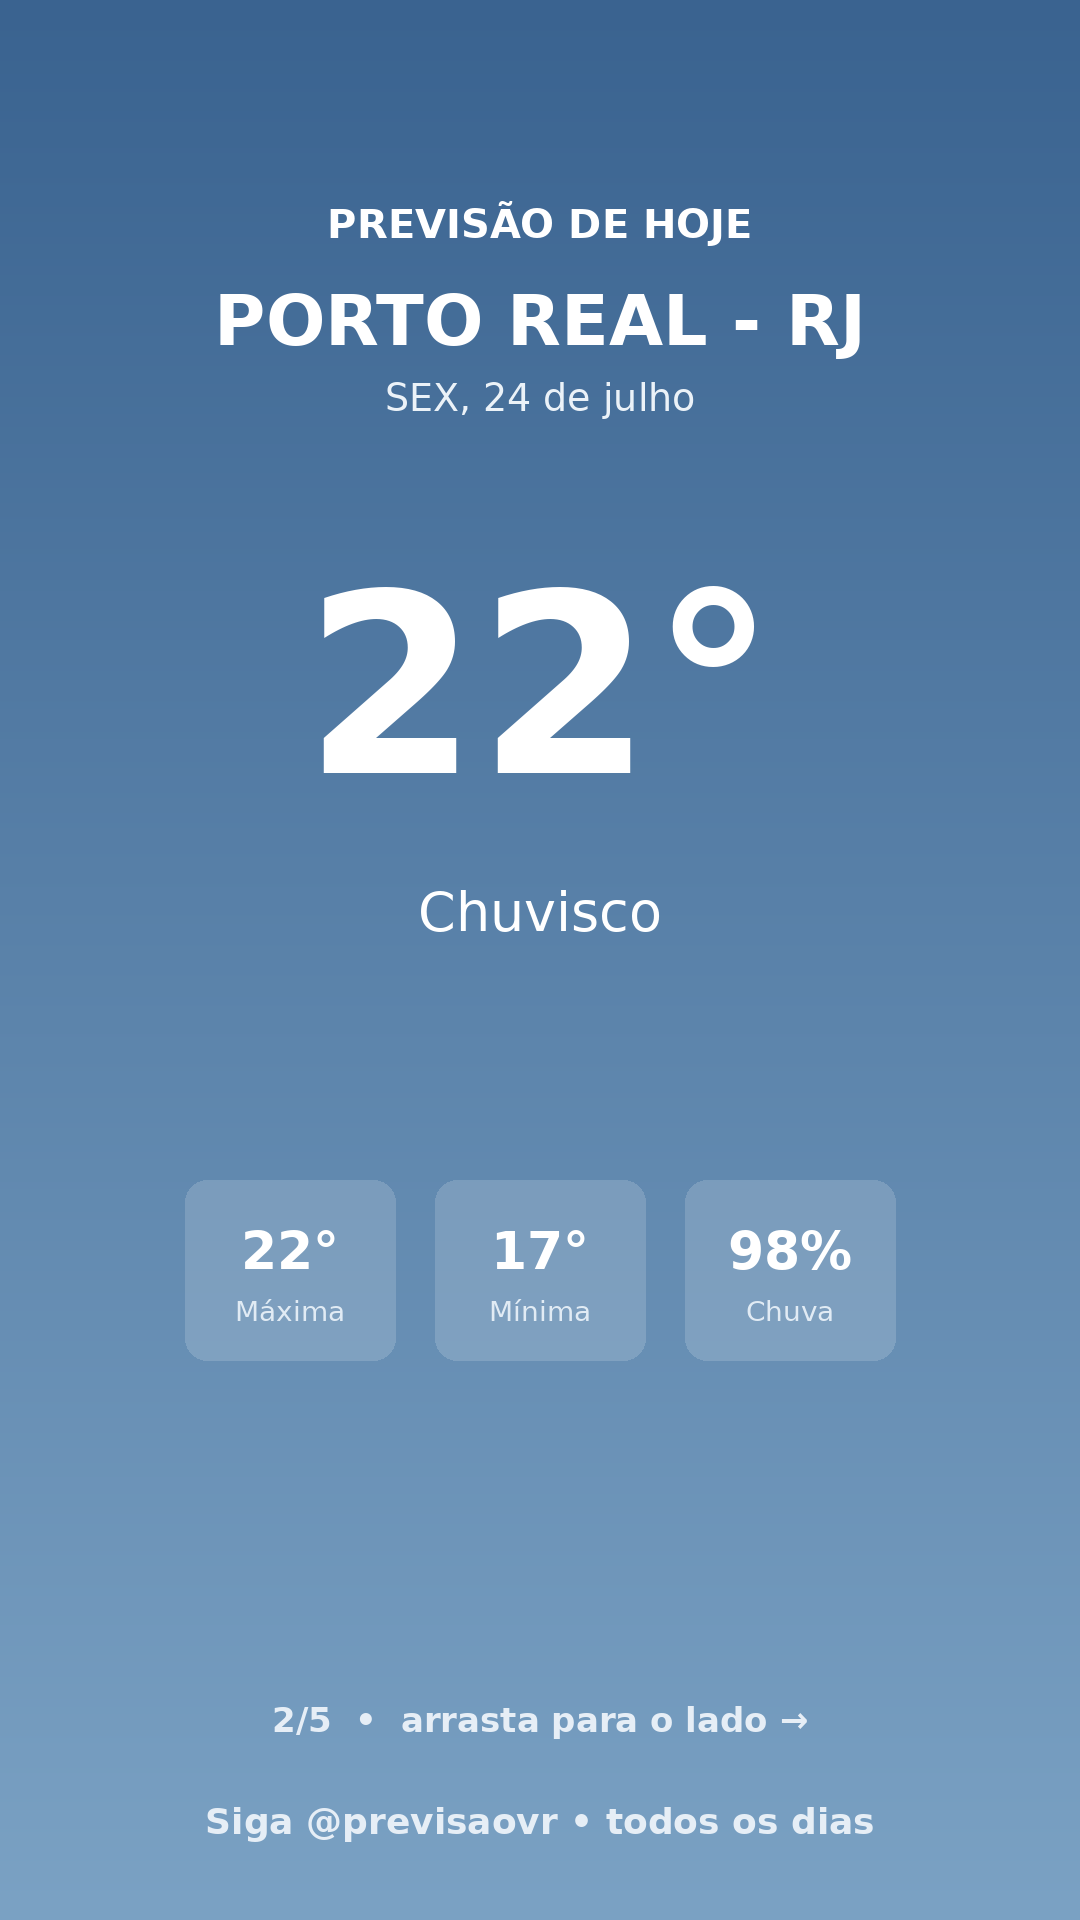 PREVISÃO DE HOJE
PORTO REAL - RJ
SEX, 24 de julho
22°
Chuvisco
22° 17° 98%
Máxima Mínima Chuva
2/5 • arrasta para o lado →
Siga @previsaovr • todos os dias